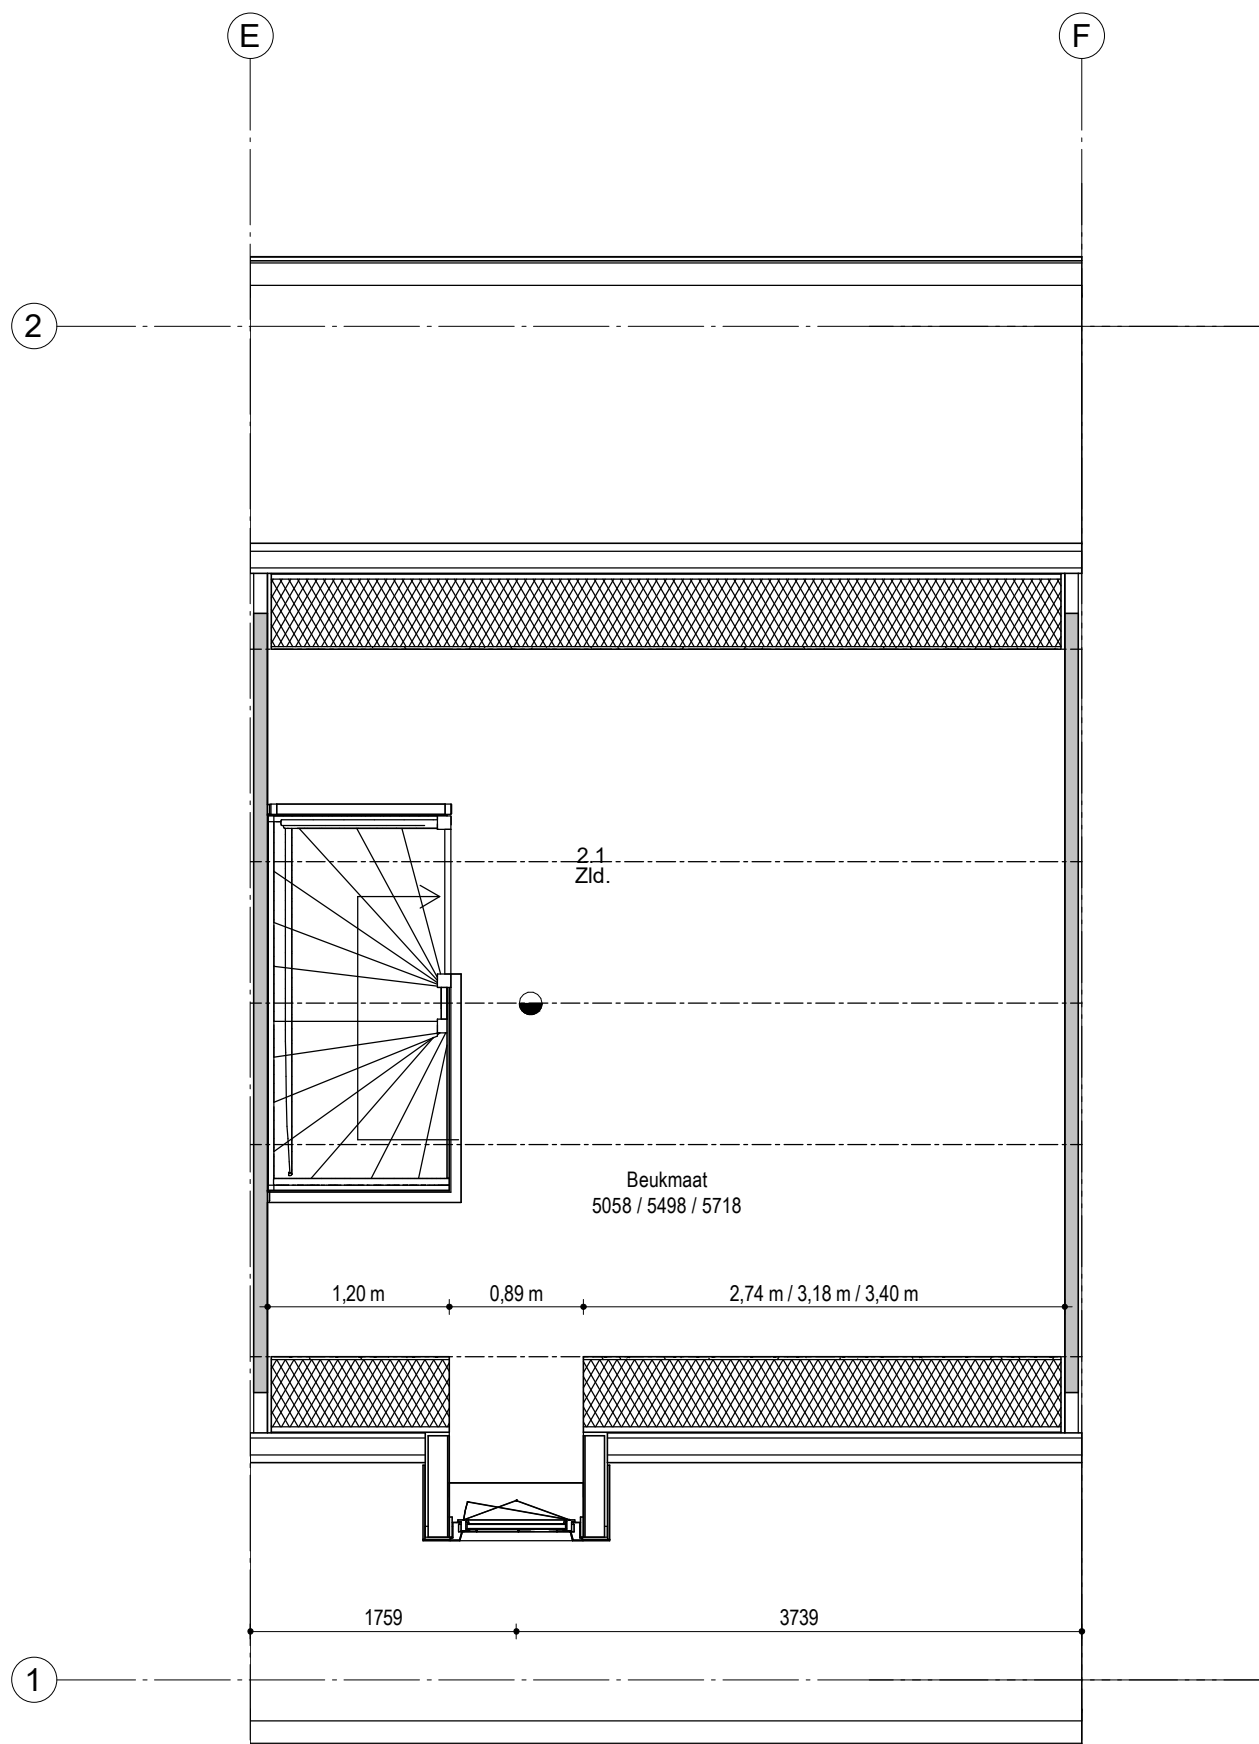 E
F
2
2.1
Zld.
Beukmaat
5058 / 5498 / 5718
1,20 m
0,89 m
2,74 m / 3,18 m / 3,40 m
1759
3739
1